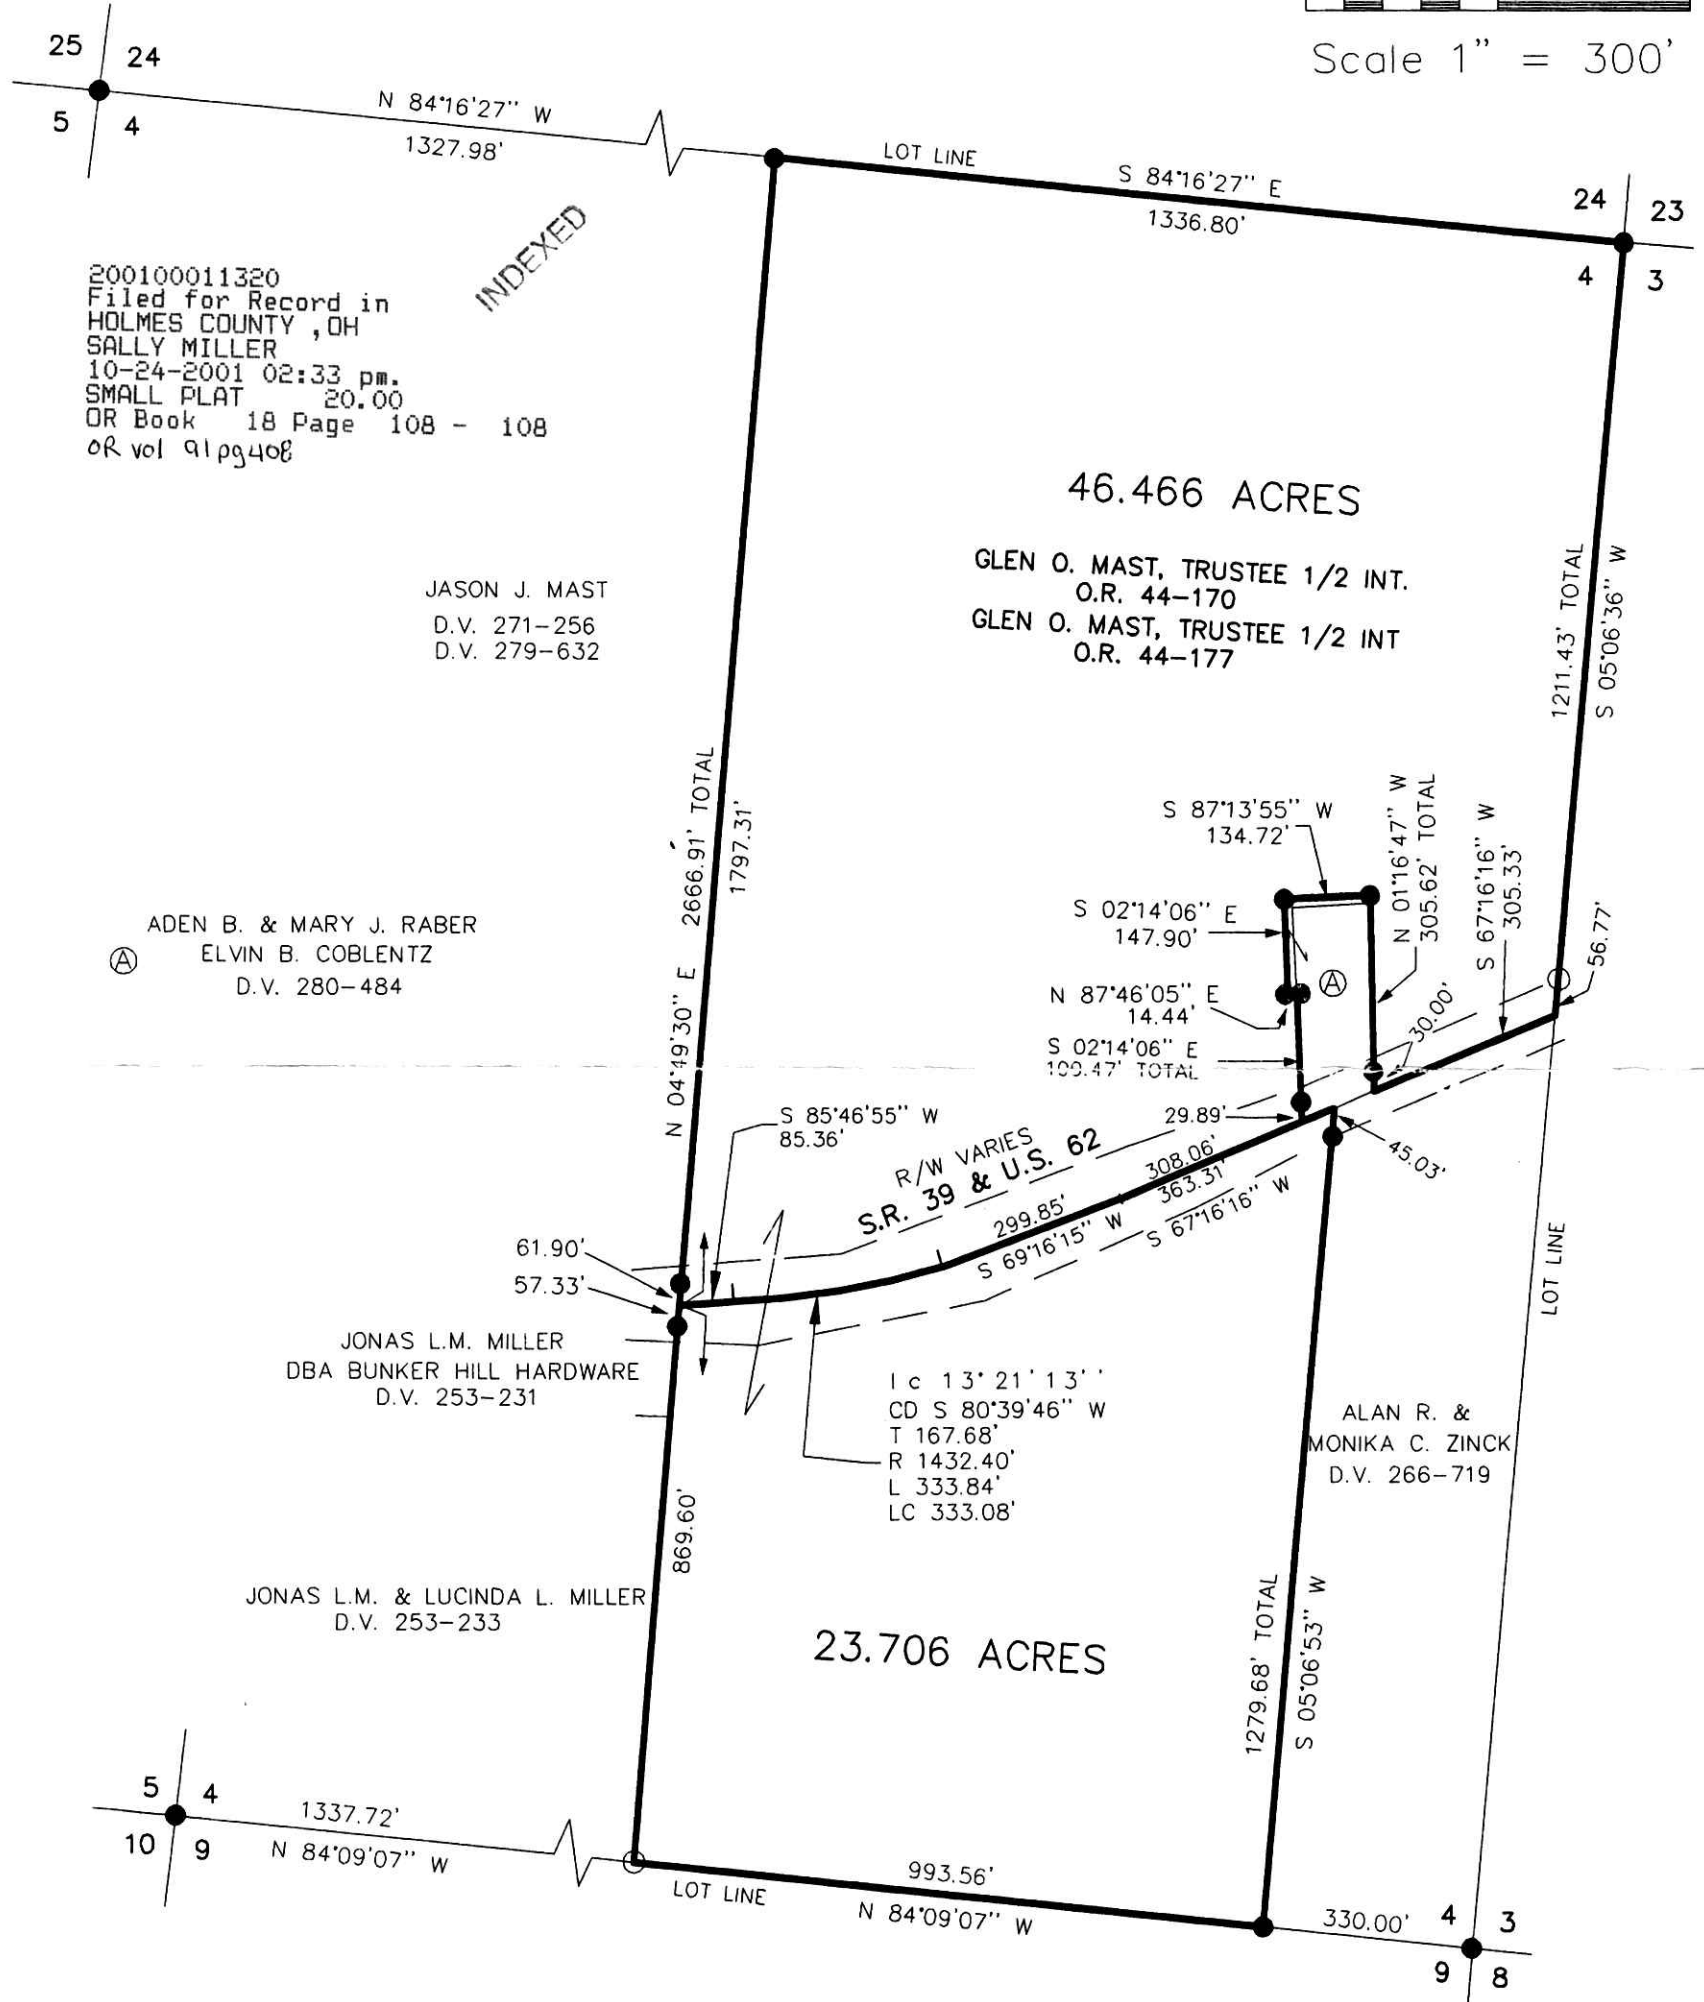 Scale 1" = 300'
25 24
5 4
N 84°16'27" W
1327.98'
LOT LINE
S 84°16'27" E
1336.80'
24 23
4 3
INDEXED
200100011320
Filed for Record in
HOLMES COUNTY ,OH
SALLY MILLER
10-24-2001 02:33 pm.
SMALL PLAT 20.00
OR Book 18 Page 108 - 108
OR vol 91pg408
46.466 ACRES
GLEN O. MAST, TRUSTEE 1/2 INT.
O.R. 44-170
GLEN O. MAST, TRUSTEE 1/2 INT
O.R. 44-177
JASON J. MAST
D.V. 271-256
D.V. 279-632
1211.43' TOTAL
S 05°06'36" W
N 04°49'30" E 2666.91' TOTAL
1797.31'
S 87°13'55" W
134.72'
N 01°16'47" W
305.62' TOTAL
S 67°16'16" W
305.33'
56.77'
S 02°14'06" E
147.90'
A
N 87°46'05" E
14.44'
30.00'
S 02°14'06" E
TOTAL
ADEN B. & MARY J. RABER
ELVIN B. COBLENTZ
D.V. 280-484
A
S 85°46'55" W
85.36'
R/W VARIES
S.R. 39 & U.S. 62
29.89'
45.03'
308.06'
363.31'
S 67°16'16" W
299.85'
S 69°16'15" W
61.90'
57.33'
JONAS L.M. MILLER
DBA BUNKER HILL HARDWARE
D.V. 253-231
I c 13° 21' 13''
CD S 80°39'46" W
T 167.68'
R 1432.40'
L 333.84'
LC 333.08'
LOT LINE
ALAN R. &
MONIKA C. ZINCK
D.V. 266-719
869.60'
JONAS L.M. & LUCINDA L. MILLER
D.V. 253-233
23.706 ACRES
1279.68' TOTAL
S 05°06'53" W
5 4
10 9
1337.72'
N 84°09'07" W
LOT LINE
993.56'
N 84°09'07" W
330.00'
4 3
9 8